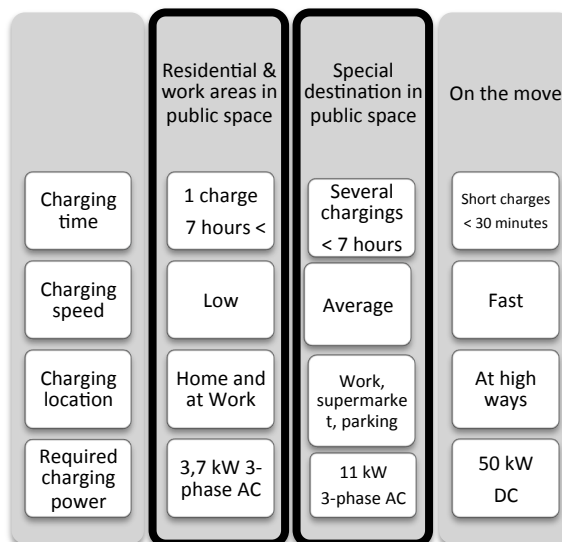 Residential &
work areas in
public space
Special
destination in
public space
On the move
Charging
time
1 charge
7 hours <
Several
chargings
< 7 hours
Short charges
< 30 minutes
Charging
speed
Low
Average
Fast
Charging
location
Home and
at Work
Work,
supermarke
t, parking
At high
ways
Required
charging
power
3,7 kW 3-
phase AC
11 kW
3-phase AC
50 kW
DC